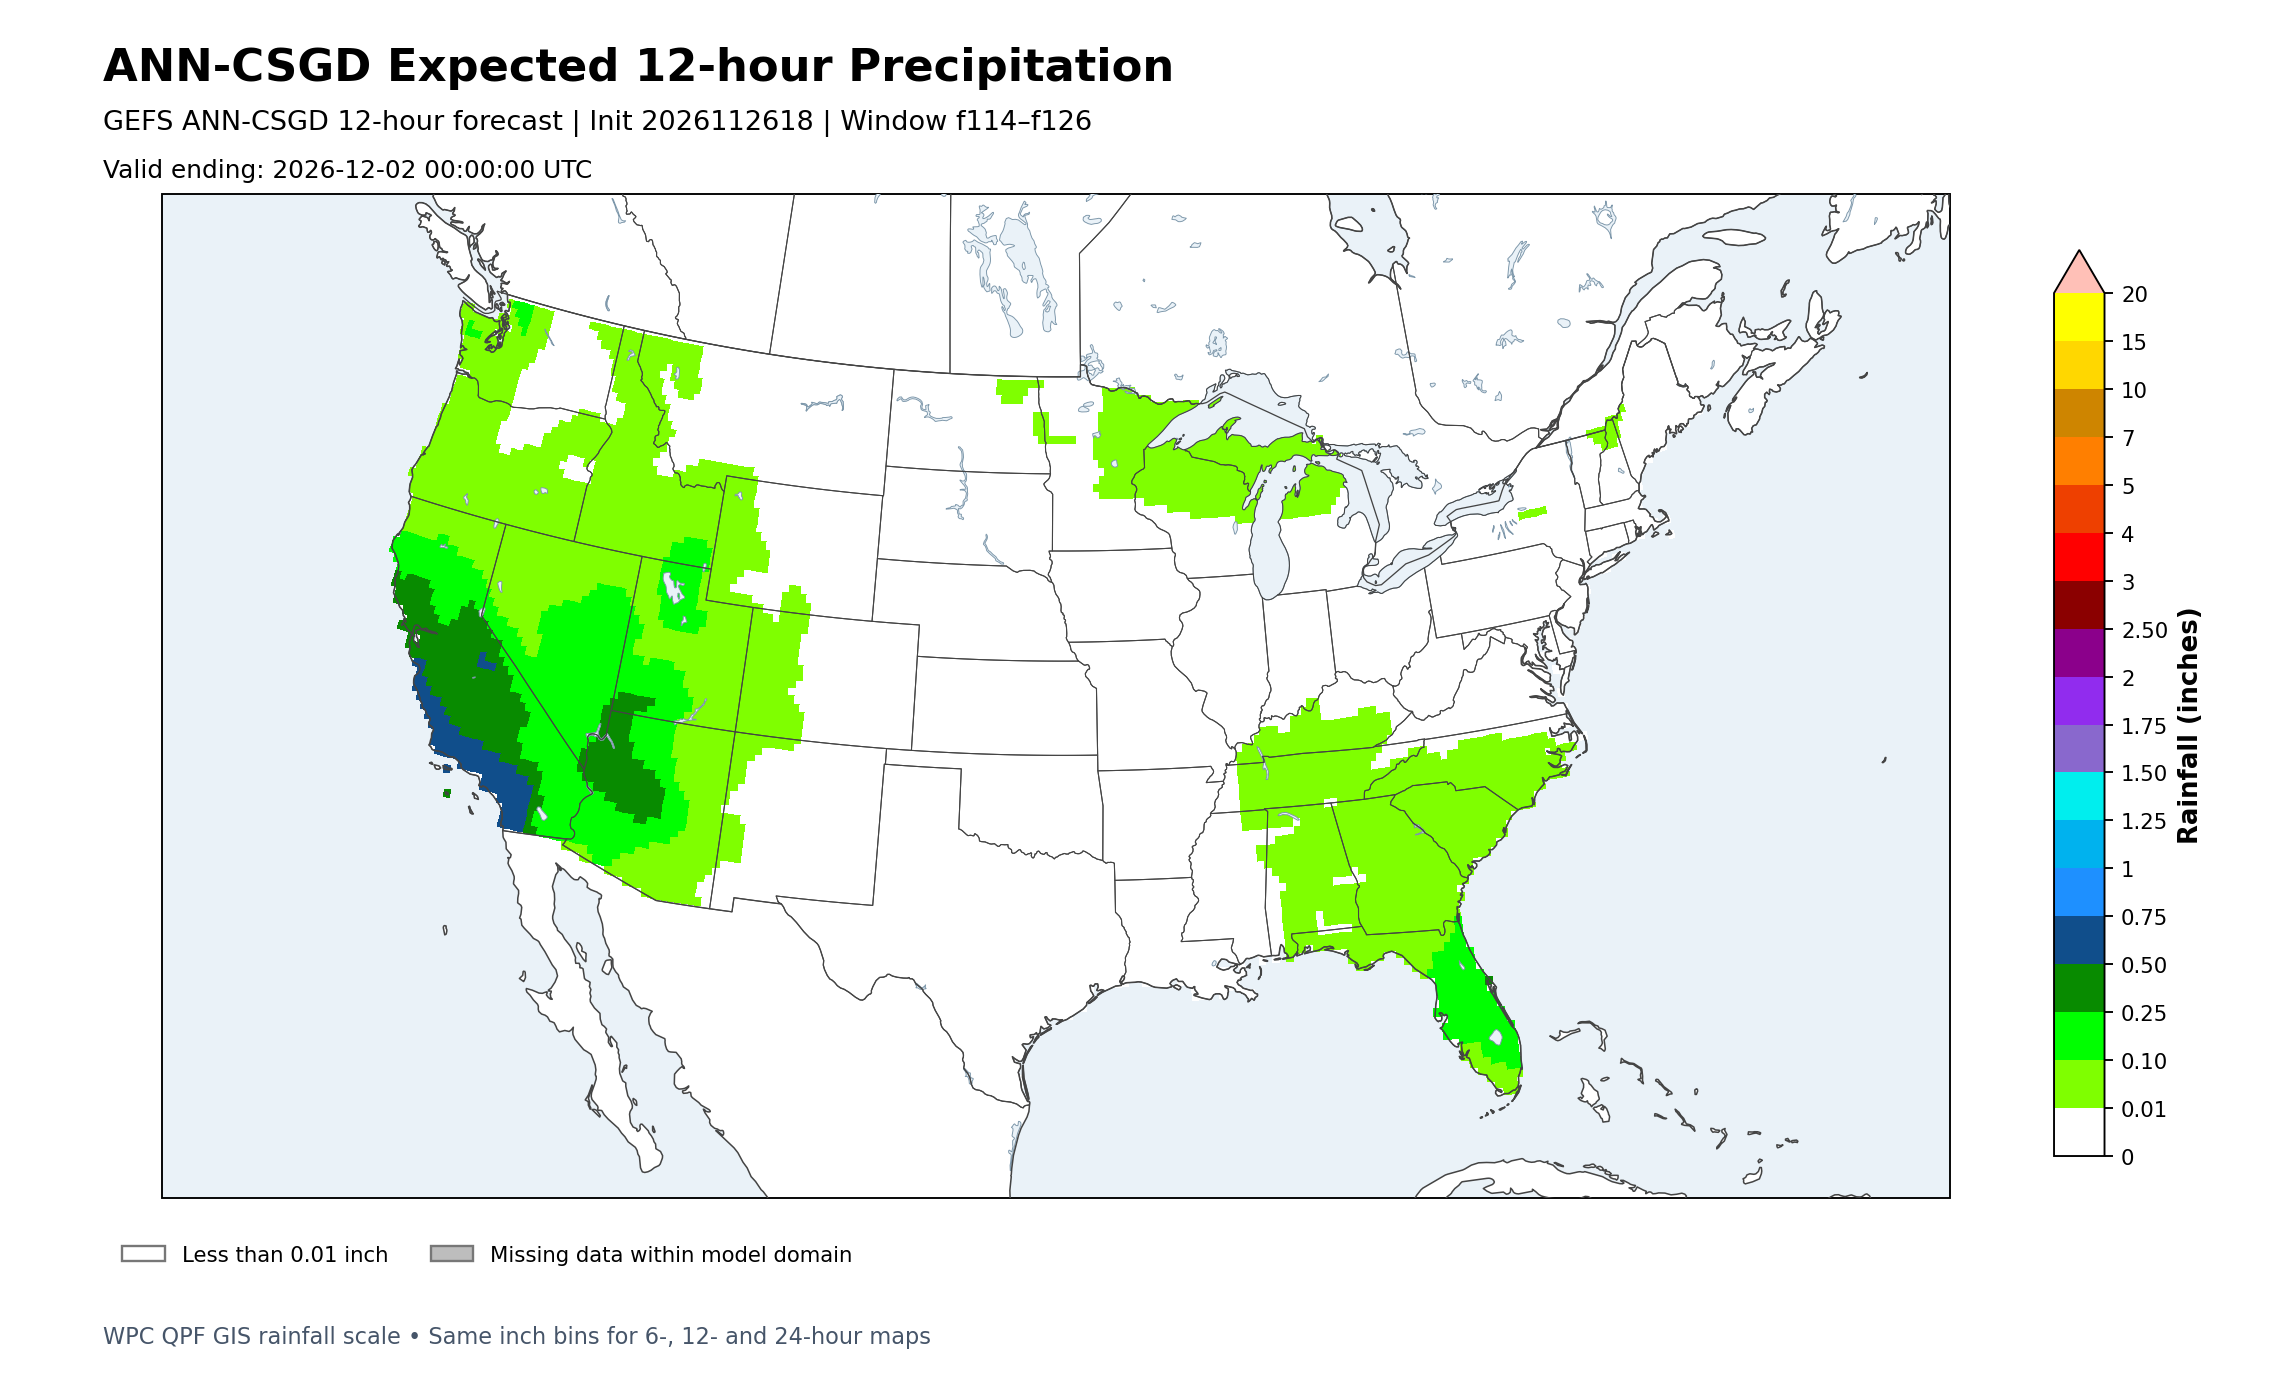 ANN-CSGD Expected 12-hour Precipitation
GEFS ANN-CSGD 12-hour forecast | Init 2026112618 | Window f114–f126
Valid ending: 2026-12-02 00:00:00 UTC
20
15
10
7
5
4
3
2.50
2
1.75
1.50
1.25
1
0.75
0.50
0.25
0.10
0.01
0
Rainfall (inches)
Less than 0.01 inch
Missing data within model domain
WPC QPF GIS rainfall scale • Same inch bins for 6-, 12- and 24-hour maps